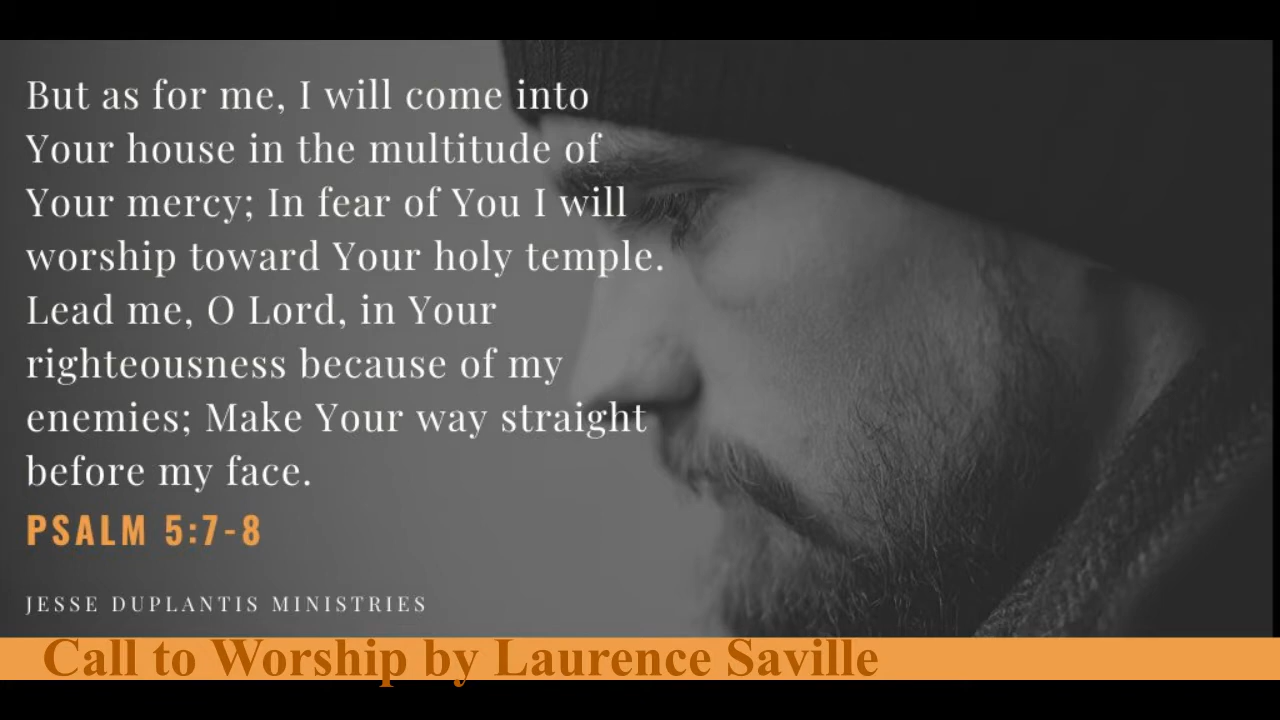 But as for me, I will come into
Your house in the multitude of
Your mercy; In fear of You I will
worship toward Your holy temple.
Lead me, O Lord, in Your
righteousness because of my
enemies; Make Your way straight
before my face.
PSALM 5:7-8
JESSE DUPLANTIS MINISTRIES
Call to Worship by Laurence Saville